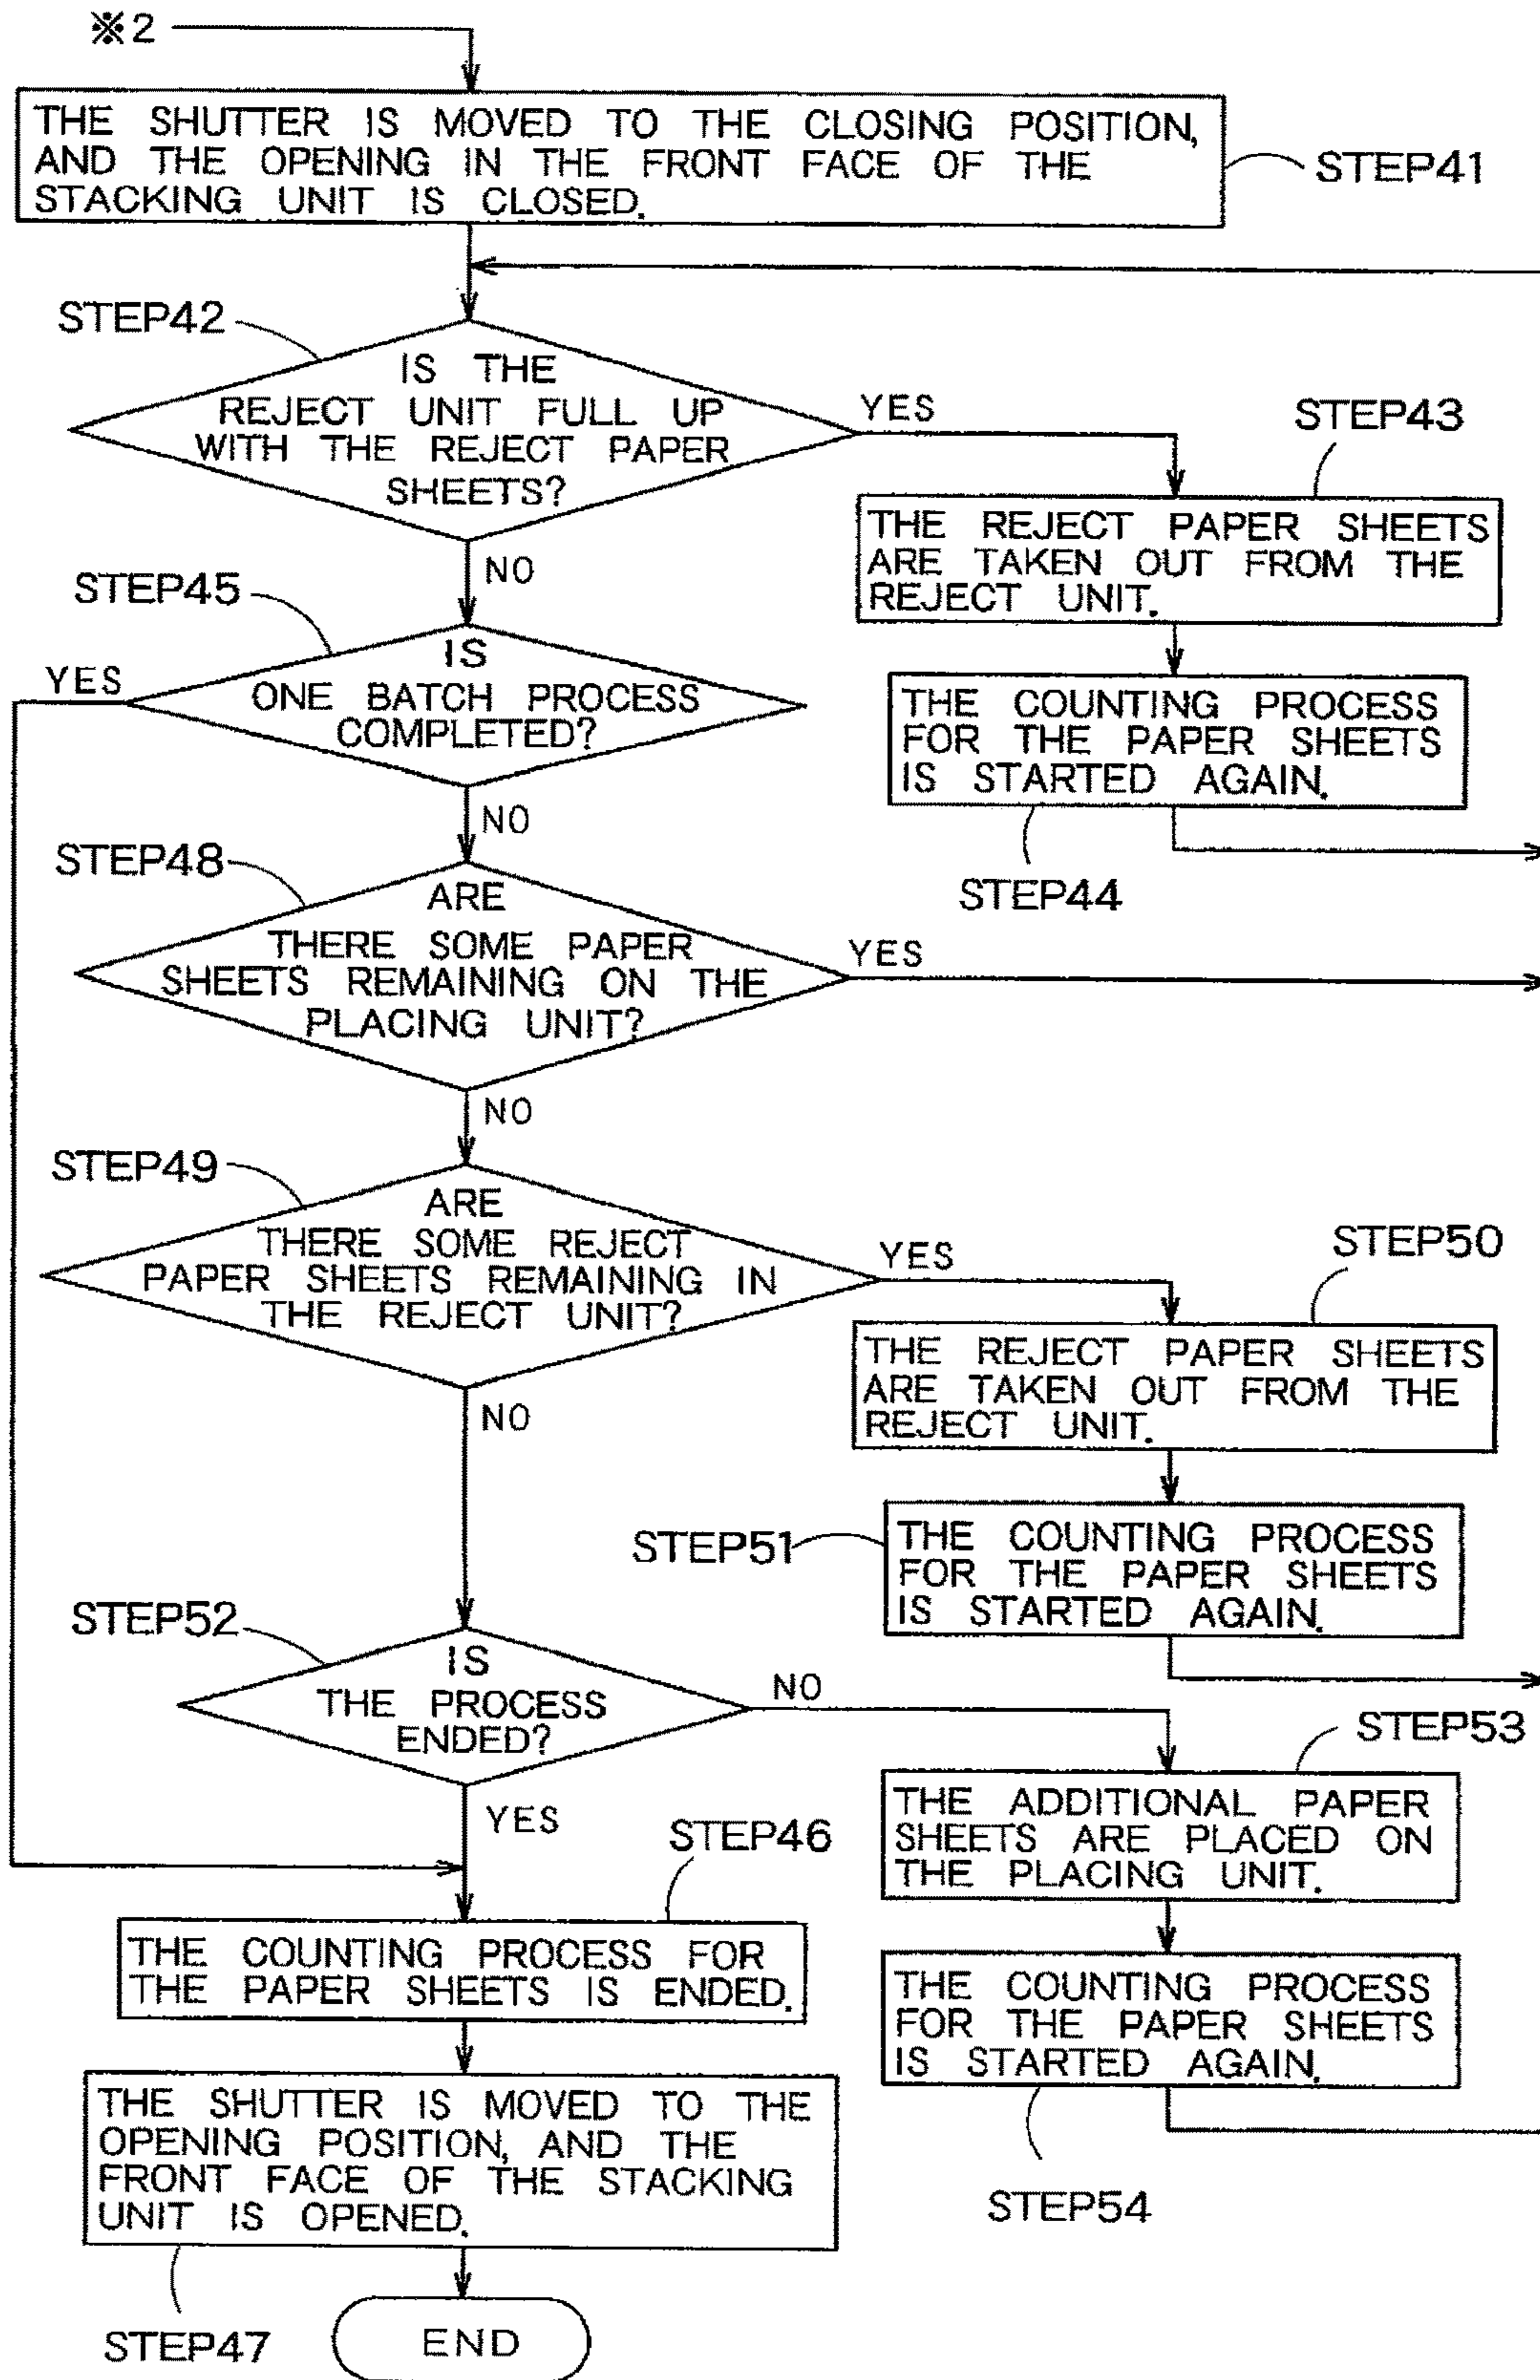 ※2
THE SHUTTER IS MOVED TO THE CLOSING POSITION,
AND THE OPENING IN THE FRONT FACE OF THE
STACKING UNIT IS CLOSED.
STEP41
STEP42
IS THE
REJECT UNIT FULL UP
WITH THE REJECT PAPER
SHEETS?
YES
NO
STEP43
THE REJECT PAPER SHEETS
ARE TAKEN OUT FROM THE
REJECT UNIT.
THE COUNTING PROCESS
FOR THE PAPER SHEETS
IS STARTED AGAIN.
STEP44
STEP45
IS
ONE BATCH PROCESS
COMPLETED?
YES
NO
STEP48
ARE
THERE SOME PAPER
SHEETS REMAINING ON THE
PLACING UNIT?
YES
NO
STEP49
ARE
THERE SOME REJECT
PAPER SHEETS REMAINING IN
THE REJECT UNIT?
YES
NO
STEP50
THE REJECT PAPER SHEETS
ARE TAKEN OUT FROM THE
REJECT UNIT.
STEP51
THE COUNTING PROCESS
FOR THE PAPER SHEETS
IS STARTED AGAIN.
STEP52
IS
THE PROCESS
ENDED?
NO
YES
STEP53
THE ADDITIONAL PAPER
SHEETS ARE PLACED ON
THE PLACING UNIT.
THE COUNTING PROCESS
FOR THE PAPER SHEETS
IS STARTED AGAIN.
STEP54
STEP46
THE COUNTING PROCESS FOR
THE PAPER SHEETS IS ENDED.
THE SHUTTER IS MOVED TO THE
OPENING POSITION, AND THE
FRONT FACE OF THE STACKING
UNIT IS OPENED.
STEP47
END